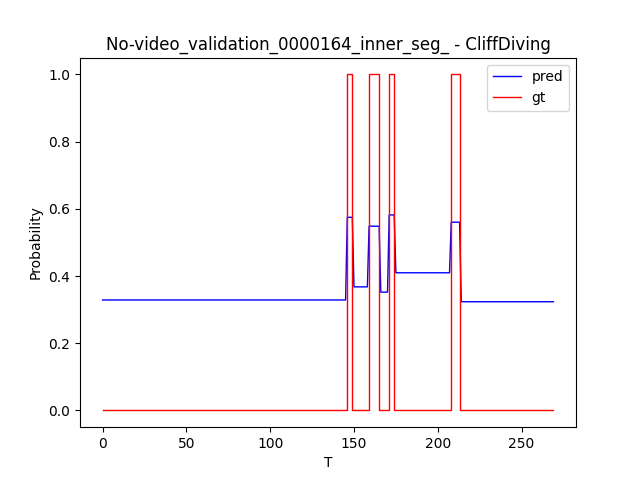 No-video_validation_0000164_inner_seg_ - CliffDiving
pred
gt
Probability
1.0
0.8
0.6
0.4
0.2
0.0
0 50 100 150 200 250
T